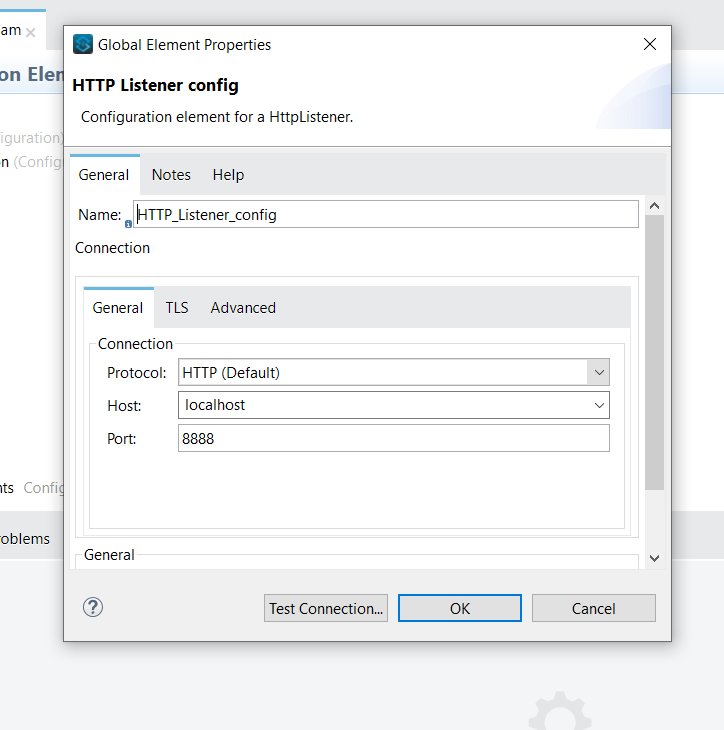 am
Global Element Properties
on Elem
HTTP Listener config
Configuration element for a HttpListener.
iguration)
on (Config
General Notes Help
Name: HTTP_Listener_config
Connection
General TLS Advanced
Connection
Protocol: HTTP (Default)
Host: localhost
Port: 8888
nts Config
roblems
General
Test Connection... OK Cancel